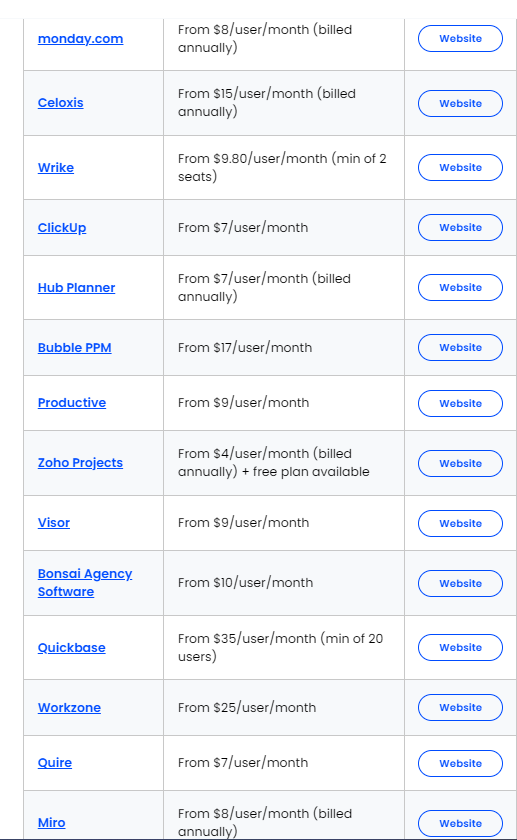 monday.com
From $8/user/month (billed
annually)
Website
Celoxis
From $15/user/month (billed
annually)
Website
Wrike
From $9.80/user/month (min of 2
seats)
Website
ClickUp
From $7/user/month
Website
Hub Planner
From $7/user/month (billed
annually)
Website
Bubble PPM
From $17/user/month
Website
Productive
From $9/user/month
Website
Zoho Projects
From $4/user/month (billed
annually) + free plan available
Website
Visor
From $9/user/month
Website
Bonsai Agency
Software
From $10/user/month
Website
Quickbase
From $35/user/month (min of 20
users)
Website
Workzone
From $25/user/month
Website
Quire
From $7/user/month
Website
Miro
From $8/user/month (billed
annually)
Website